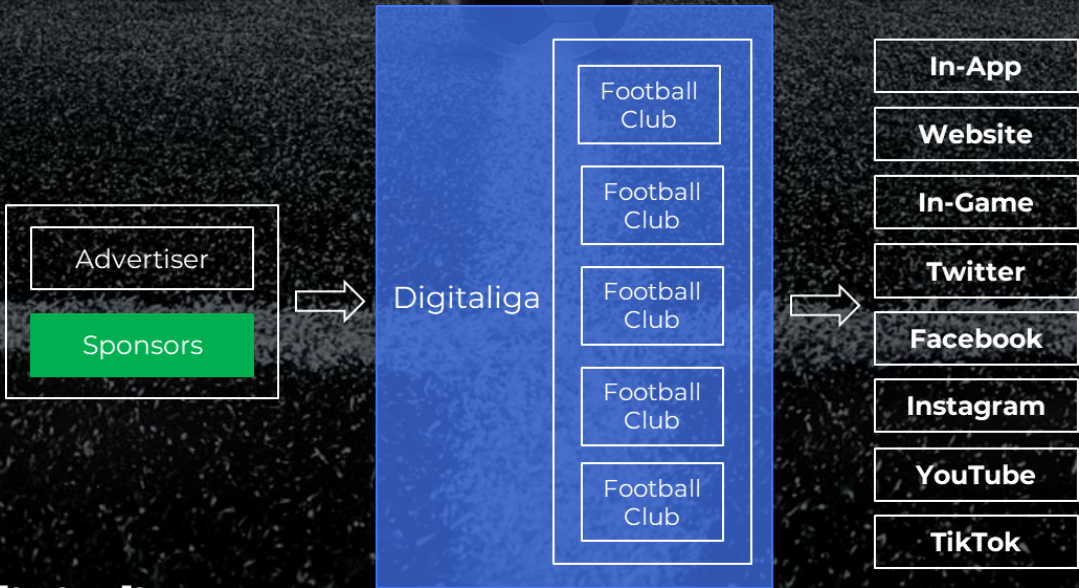 Advertiser
Sponsors
Digitaliga
Football
Club
Football
Club
Football
Club
Football
Club
Football
Club
In-App
Website
In-Game
Twitter
Facebook
Instagram
YouTube
TikTok